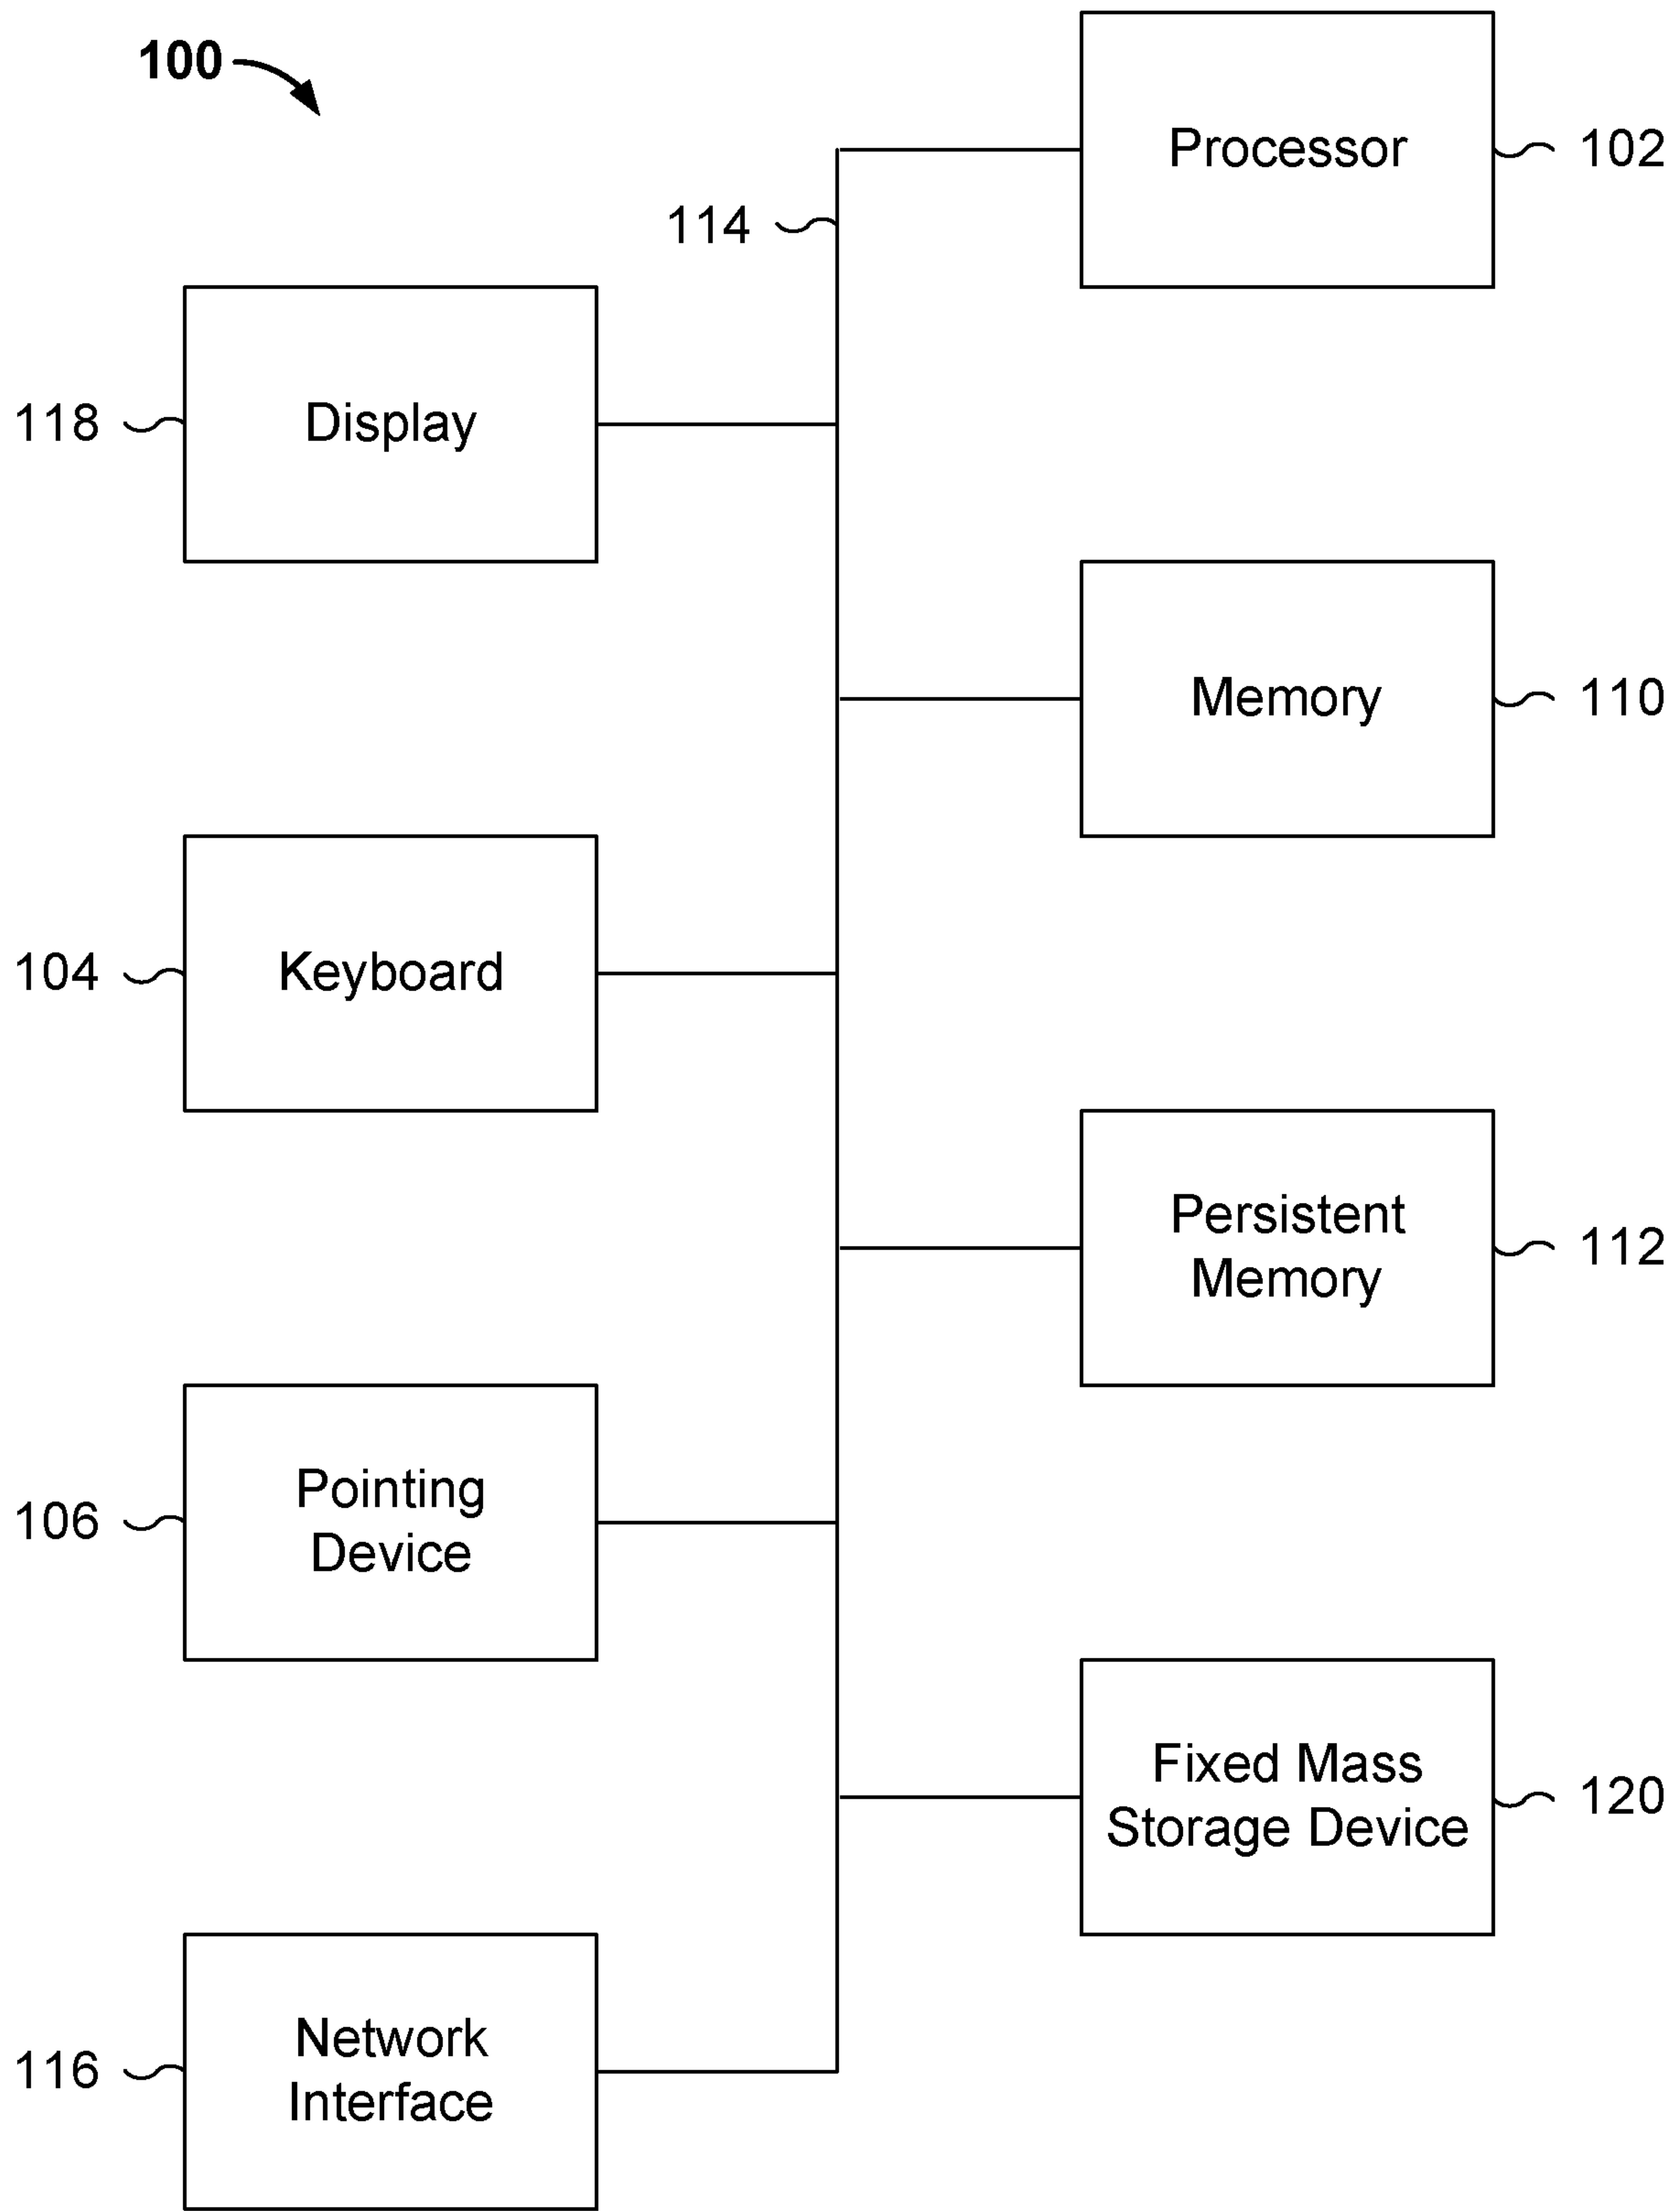 100
Processor
102
114
118
Display
Memory
110
104
Keyboard
Persistent
Memory
112
106
Pointing
Device
Fixed Mass
Storage Device
120
116
Network
Interface